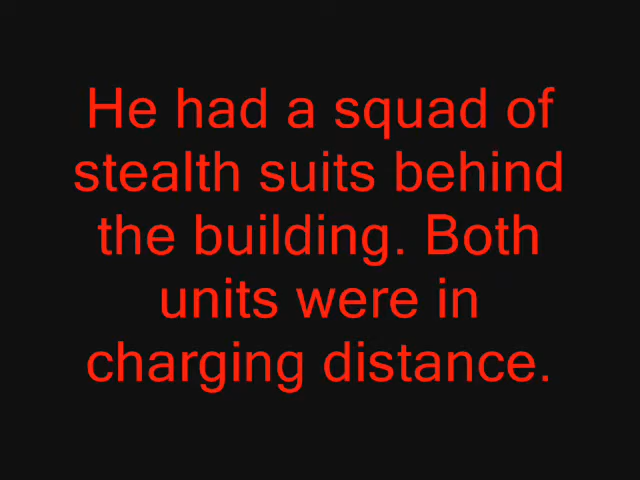 He had a squad of
stealth suits behind
the building. Both
units were in
charging distance.